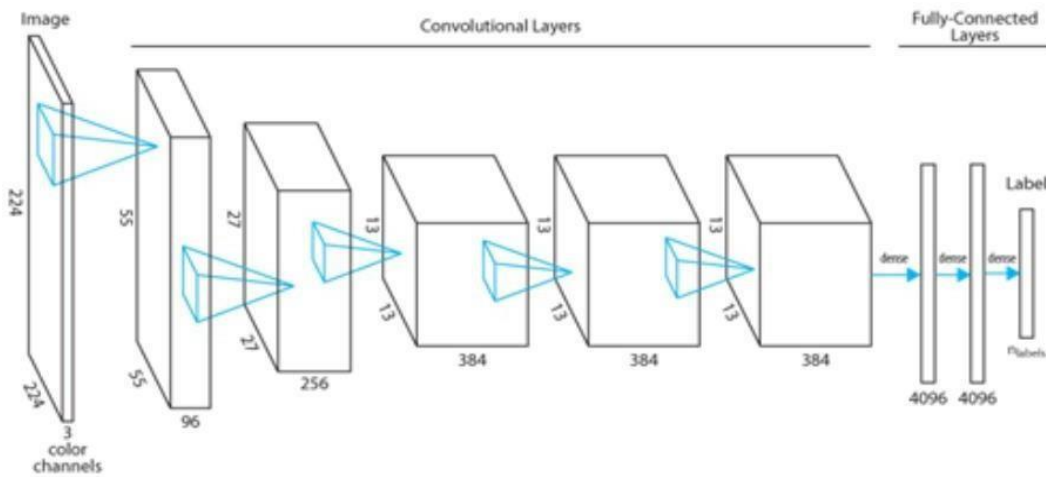 Image
Convolutional Layers
Fully-Connected
Layers
224
224
3
color
channels
55
55
96
27
27
256
13
13
384
13
13
384
13
13
384
dense
4096
dense
4096
dense
Label
nlabels